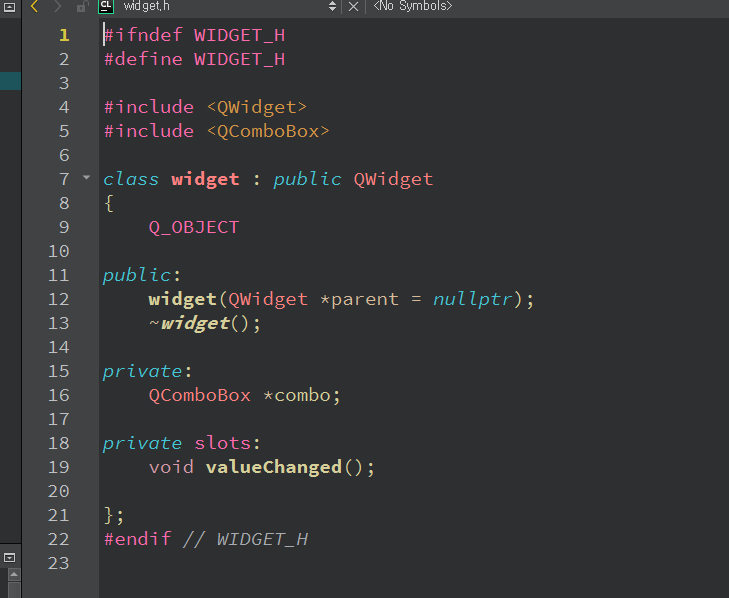 CL widget.h <No Symbols>
1 #ifndef WIDGET_H
2 #define WIDGET_H
3
4 #include <QWidget>
5 #include <QComboBox>
6
7 class widget : public QWidget
8 {
9     Q_OBJECT
10
11 public:
12     widget(QWidget *parent = nullptr);
13     ~widget();
14
15 private:
16     QComboBox *combo;
17
18 private slots:
19     void valueChanged();
20
21 };
22 #endif // WIDGET_H
23